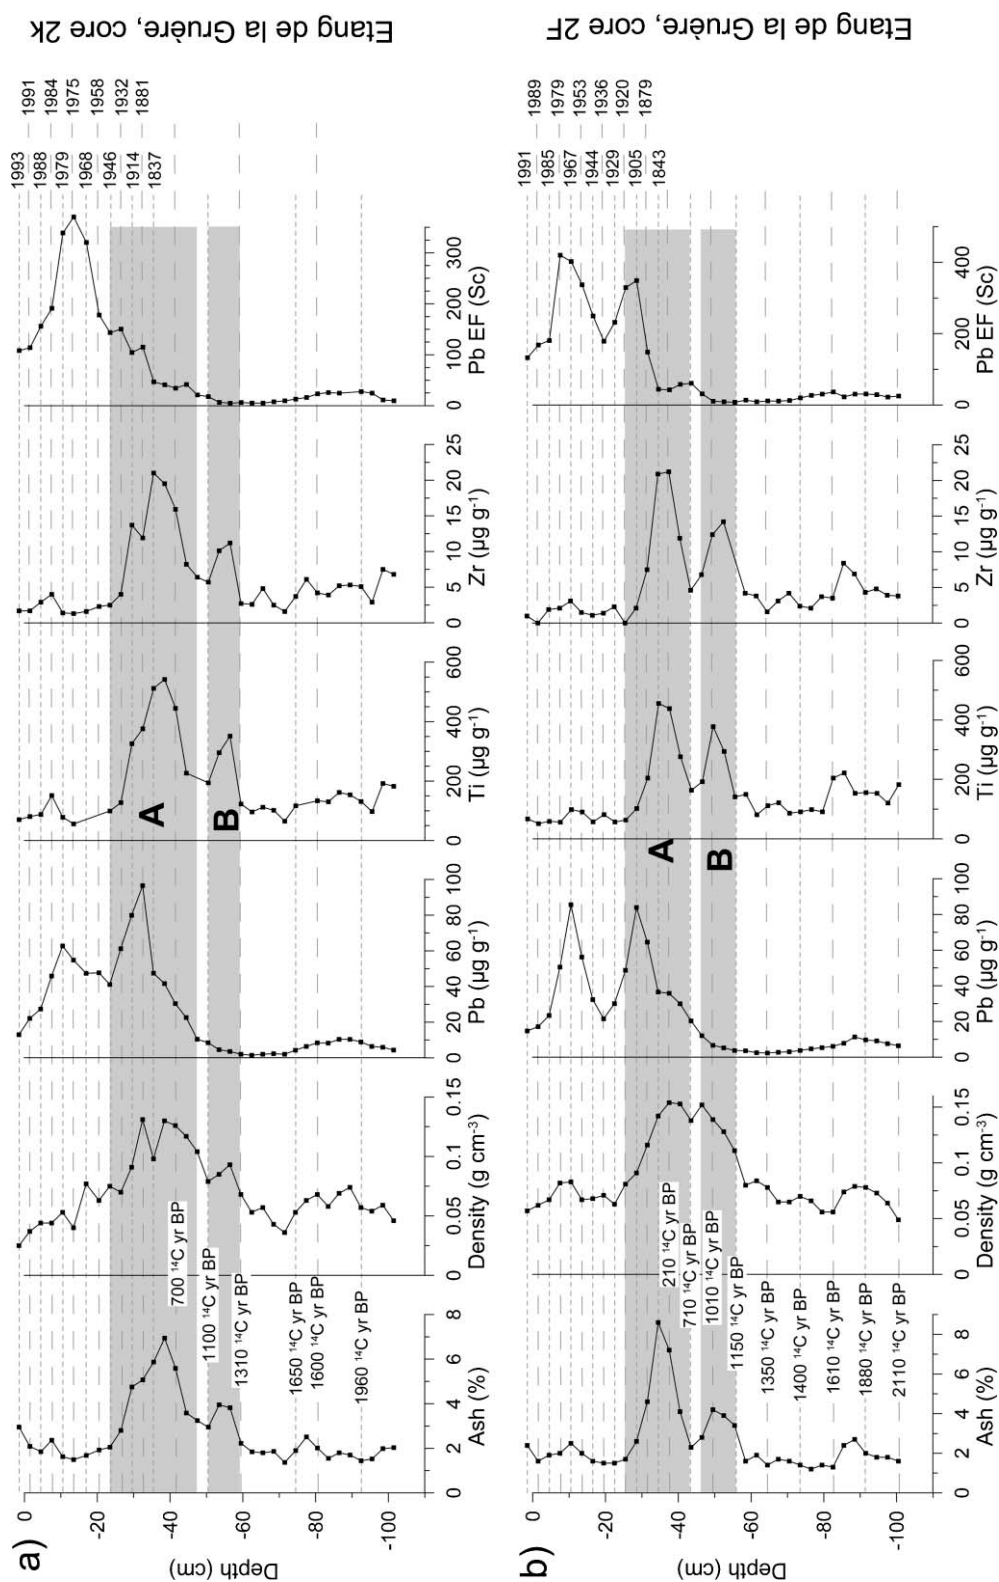 a)
Etang de la Gruère, core 2k
1993
1991
1988
1984
1979
1975
1968
1958
1946
1932
1914
1881
1837
A
B
700 ¹⁴C yr BP
1100 ¹⁴C yr BP
1310 ¹⁴C yr BP
1650 ¹⁴C yr BP
1600 ¹⁴C yr BP
1960 ¹⁴C yr BP
Depth (cm)
0
-20
-40
-60
-80
-100
0 2 4 6 8
Ash (%)
0 0.05 0.1 0.15
Density (g cm⁻³)
0 20 40 60 80 100
Pb (µg g⁻¹)
0 200 400 600
Ti (µg g⁻¹)
0 5 10 15 20 25
Zr (µg g⁻¹)
0 100 200 300
Pb EF (Sc)
b)
Etang de la Gruère, core 2F
1991
1989
1985
1979
1967
1953
1944
1936
1929
1920
1905
1879
1843
A
B
210 ¹⁴C yr BP
710 ¹⁴C yr BP
1010 ¹⁴C yr BP
1150 ¹⁴C yr BP
1350 ¹⁴C yr BP
1400 ¹⁴C yr BP
1610 ¹⁴C yr BP
1880 ¹⁴C yr BP
2110 ¹⁴C yr BP
Depth (cm)
0
-20
-40
-60
-80
-100
0 2 4 6 8
Ash (%)
0 0.05 0.1 0.15
Density (g cm⁻³)
0 20 40 60 80 100
Pb (µg g⁻¹)
0 200 400 600
Ti (µg g⁻¹)
0 5 10 15 20 25
Zr (µg g⁻¹)
0 200 400
Pb EF (Sc)